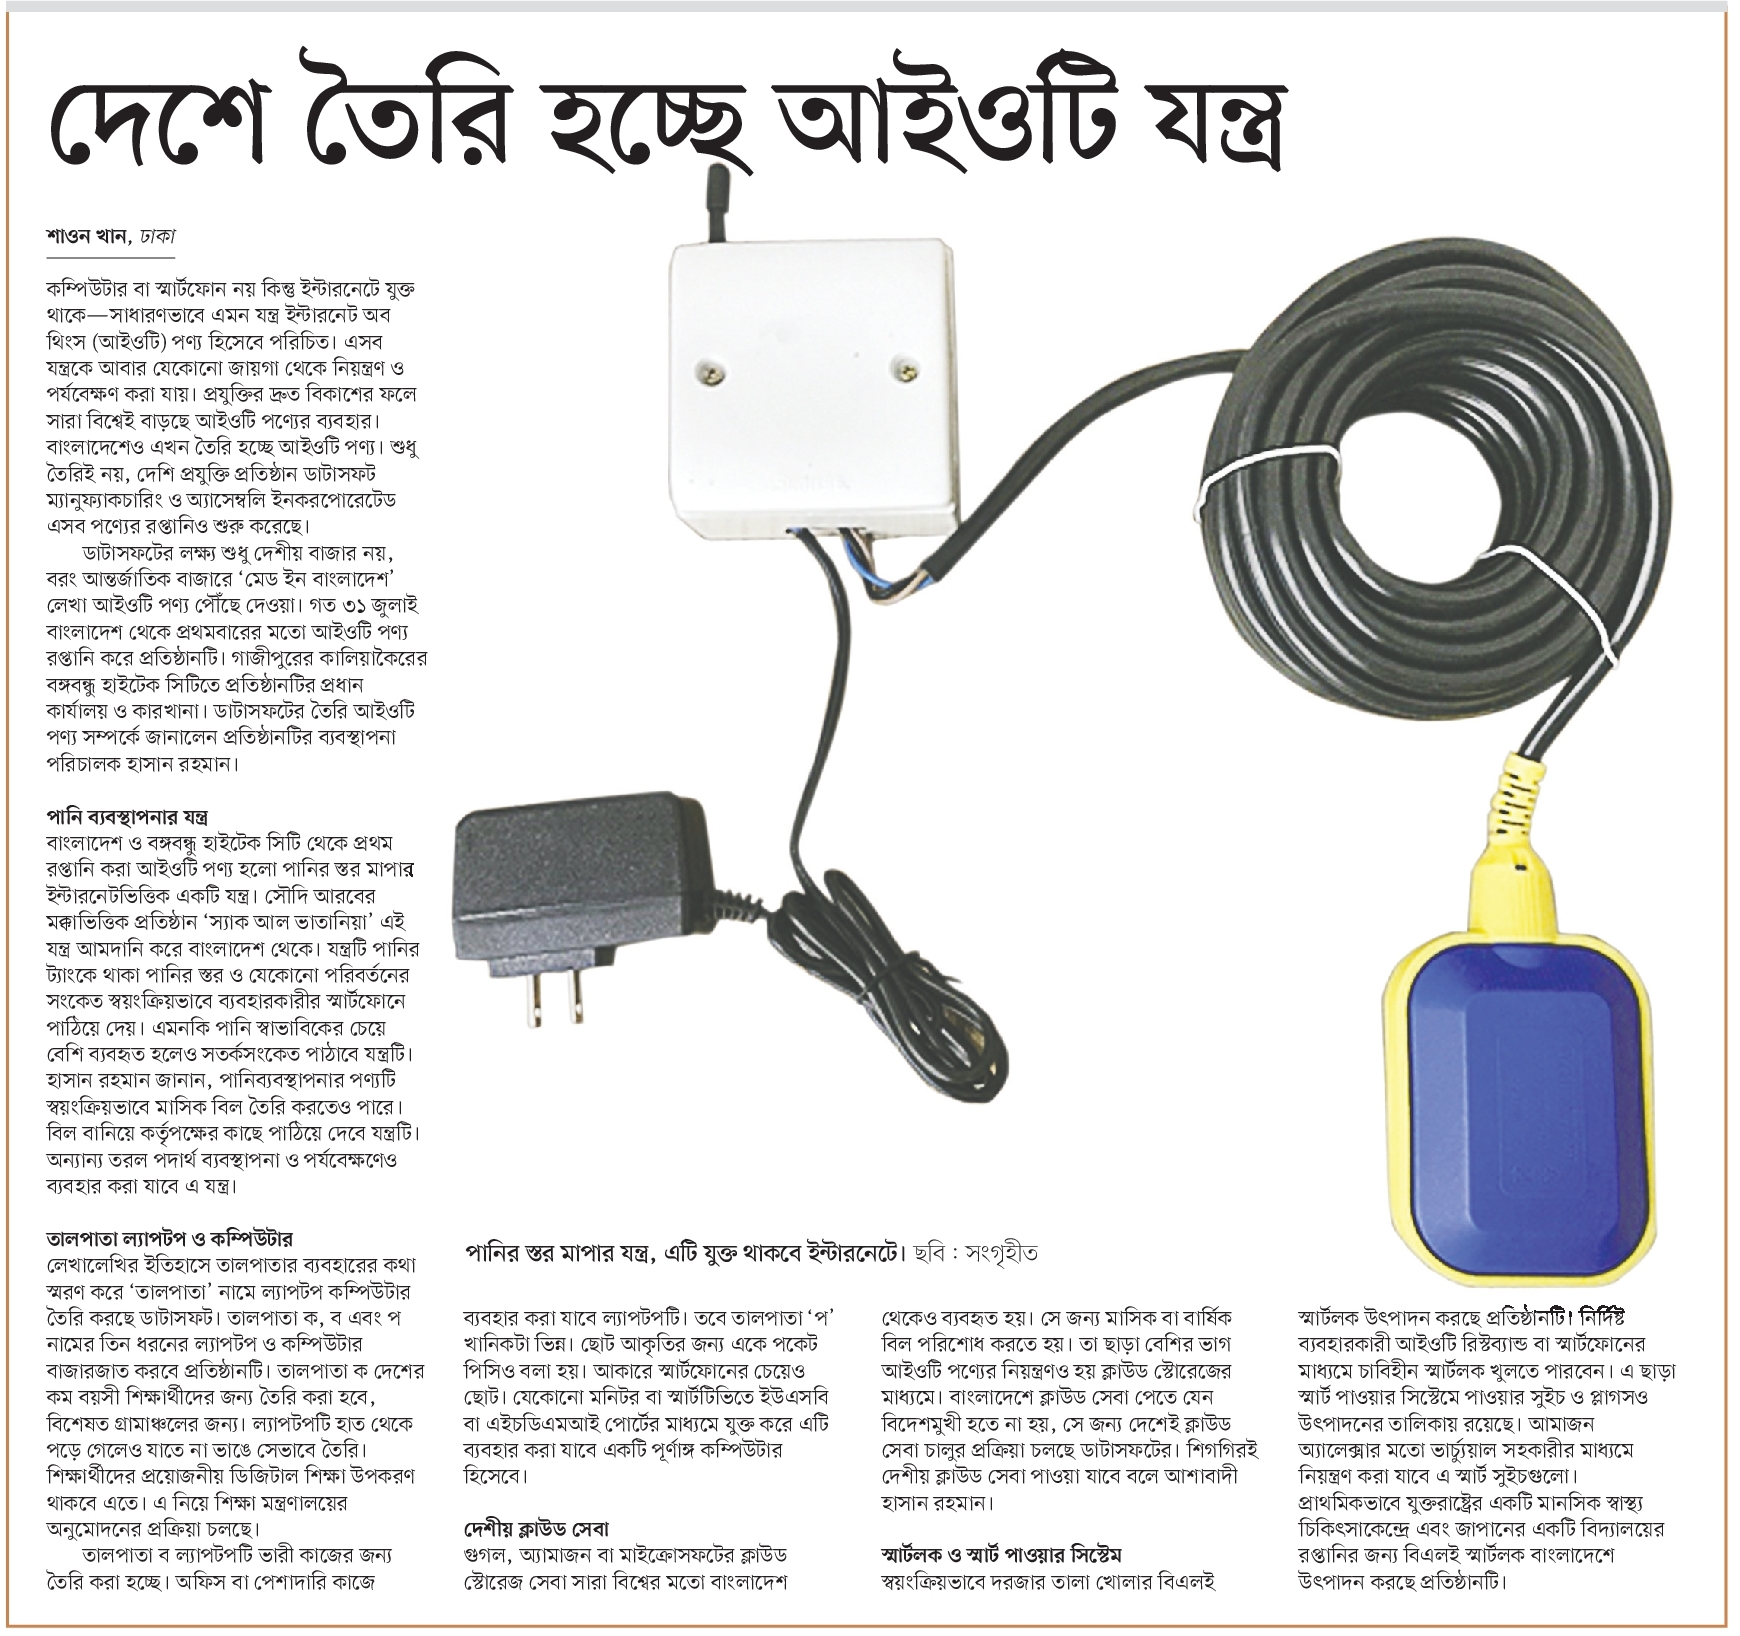 দেশে তৈরি হচ্ছে আইওটি যন্ত্র
শাওন খান, ঢাকা
কম্পিউটার বা স্মার্টফোন নয় কিন্তু ইন্টারনেটে যুক্ত
থাকে—সাধারণভাবে এমন যন্ত্র ইন্টারনেট অব
থিংস (আইওটি) পণ্য হিসেবে পরিচিত। এসব
যন্ত্রকে আবার যেকোনো জায়গা থেকে নিয়ন্ত্রণ ও
পর্যবেক্ষণ করা যায়। প্রযুক্তির দ্রুত বিকাশের ফলে
সারা বিশ্বেই বাড়ছে আইওটি পণ্যের ব্যবহার।
বাংলাদেশেও এখন তৈরি হচ্ছে আইওটি পণ্য। শুধু
তৈরিই নয়, দেশি প্রযুক্তি প্রতিষ্ঠান ডাটাসফট
ম্যানুফ্যাকচারিং ও অ্যাসেম্বলি ইনকরপোরেটেড
এসব পণ্যের রপ্তানিও শুরু করেছে।
ডাটাসফটের লক্ষ্য শুধু দেশীয় বাজার নয়,
বরং আন্তর্জাতিক বাজারে ‘মেড ইন বাংলাদেশ’
লেখা আইওটি পণ্য পৌঁছে দেওয়া। গত ৩১ জুলাই
বাংলাদেশ থেকে প্রথমবারের মতো আইওটি পণ্য
রপ্তানি করে প্রতিষ্ঠানটি। গাজীপুরের কালিয়াকৈরের
বঙ্গবন্ধু হাইটেক সিটিতে প্রতিষ্ঠানটির প্রধান
কার্যালয় ও কারখানা। ডাটাসফটের তৈরি আইওটি
পণ্য সম্পর্কে জানালেন প্রতিষ্ঠানটির ব্যবস্থাপনা
পরিচালক হাসান রহমান।
পানি ব্যবস্থাপনার যন্ত্র
বাংলাদেশ ও বঙ্গবন্ধু হাইটেক সিটি থেকে প্রথম
রপ্তানি করা আইওটি পণ্য হলো পানির স্তর মাপার
ইন্টারনেটভিত্তিক একটি যন্ত্র। সৌদি আরবের
মক্কাভিত্তিক প্রতিষ্ঠান ‘স্যাক আল ভাতানিয়া’ এই
যন্ত্র আমদানি করে বাংলাদেশ থেকে। যন্ত্রটি পানির
ট্যাংকে থাকা পানির স্তর ও যেকোনো পরিবর্তনের
সংকেত স্বয়ংক্রিয়ভাবে ব্যবহারকারীর স্মার্টফোনে
পাঠিয়ে দেয়। এমনকি পানি স্বাভাবিকের চেয়ে
বেশি ব্যবহৃত হলেও সতর্কসংকেত পাঠাবে যন্ত্রটি।
হাসান রহমান জানান, পানিব্যবস্থাপনার পণ্যটি
স্বয়ংক্রিয়ভাবে মাসিক বিল তৈরি করতেও পারে।
বিল বানিয়ে কর্তৃপক্ষের কাছে পাঠিয়ে দেবে যন্ত্রটি।
অন্যান্য তরল পদার্থ ব্যবস্থাপনা ও পর্যবেক্ষণেও
ব্যবহার করা যাবে এ যন্ত্র।
তালপাতা ল্যাপটপ ও কম্পিউটার
লেখালেখির ইতিহাসে তালপাতার ব্যবহারের কথা
স্মরণ করে ‘তালপাতা’ নামে ল্যাপটপ কম্পিউটার
তৈরি করছে ডাটাসফট। তালপাতা ক, ব এবং প
নামের তিন ধরনের ল্যাপটপ ও কম্পিউটার
বাজারজাত করবে প্রতিষ্ঠানটি। তালপাতা ক দেশের
কম বয়সী শিক্ষার্থীদের জন্য তৈরি করা হবে,
বিশেষত গ্রামাঞ্চলের জন্য। ল্যাপটপটি হাত থেকে
পড়ে গেলেও যাতে না ভাঙে সেভাবে তৈরি।
শিক্ষার্থীদের প্রয়োজনীয় ডিজিটাল শিক্ষা উপকরণ
থাকবে এতে। এ নিয়ে শিক্ষা মন্ত্রণালয়ের
অনুমোদনের প্রক্রিয়া চলছে।
তালপাতা ব ল্যাপটপটি ভারী কাজের জন্য
তৈরি করা হচ্ছে। অফিস বা পেশাদারি কাজে
পানির স্তর মাপার যন্ত্র, এটি যুক্ত থাকবে ইন্টারনেটে। ছবি : সংগৃহীত
ব্যবহার করা যাবে ল্যাপটপটি। তবে তালপাতা ‘প’
খানিকটা ভিন্ন। ছোট আকৃতির জন্য একে পকেট
পিসিও বলা হয়। আকারে স্মার্টফোনের চেয়েও
ছোট। যেকোনো মনিটর বা স্মার্টটিভিতে ইউএসবি
বা এইচডিএমআই পোর্টের মাধ্যমে যুক্ত করে এটি
ব্যবহার করা যাবে একটি পূর্ণাঙ্গ কম্পিউটার
হিসেবে।
দেশীয় ক্লাউড সেবা
গুগল, অ্যামাজন বা মাইক্রোসফটের ক্লাউড
স্টোরেজ সেবা সারা বিশ্বের মতো বাংলাদেশ
থেকেও ব্যবহৃত হয়। সে জন্য মাসিক বা বার্ষিক
বিল পরিশোধ করতে হয়। তা ছাড়া বেশির ভাগ
আইওটি পণ্যের নিয়ন্ত্রণও হয় ক্লাউড স্টোরেজের
মাধ্যমে। বাংলাদেশে ক্লাউড সেবা পেতে যেন
বিদেশমুখী হতে না হয়, সে জন্য দেশেই ক্লাউড
সেবা চালুর প্রক্রিয়া চলছে ডাটাসফটের। শিগগিরই
দেশীয় ক্লাউড সেবা পাওয়া যাবে বলে আশাবাদী
হাসান রহমান।
স্মার্টলক ও স্মার্ট পাওয়ার সিস্টেম
স্বয়ংক্রিয়ভাবে দরজার তালা খোলার বিএলই
স্মার্টলক উৎপাদন করছে প্রতিষ্ঠানটি। নির্দিষ্ট
ব্যবহারকারী আইওটি রিস্টব্যান্ড বা স্মার্টফোনের
মাধ্যমে চাবিহীন স্মার্টলক খুলতে পারবেন। এ ছাড়া
স্মার্ট পাওয়ার সিস্টেমে পাওয়ার সুইচ ও প্লাগসও
উৎপাদনের তালিকায় রয়েছে। আমাজন
অ্যালেক্সার মতো ভার্চ্যুয়াল সহকারীর মাধ্যমে
নিয়ন্ত্রণ করা যাবে এ স্মার্ট সুইচগুলো।
প্রাথমিকভাবে যুক্তরাষ্ট্রের একটি মানসিক স্বাস্থ্য
চিকিৎসাকেন্দ্রে এবং জাপানের একটি বিদ্যালয়ের
রপ্তানির জন্য বিএলই স্মার্টলক বাংলাদেশে
উৎপাদন করছে প্রতিষ্ঠানটি।